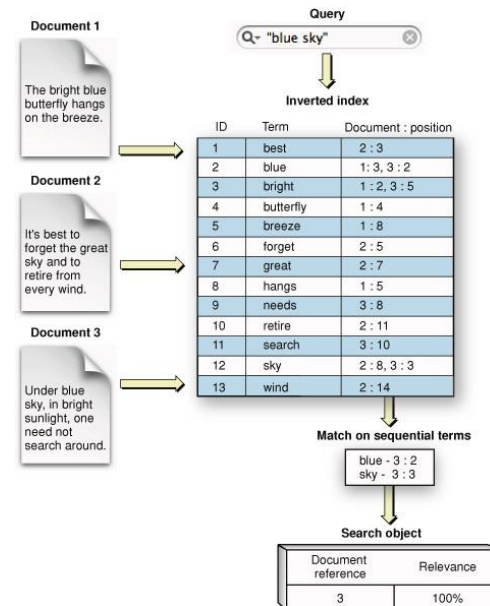 Document 1
The bright blue
butterfly hangs
on the breeze.
Document 2
It's best to
forget the great
sky and to
retire from
every wind.
Document 3
Under blue
sky, in bright
sunlight, one
need not
search around.
Query
"blue sky"
Inverted index
ID Term Document : position
1 best 2 : 3
2 blue 1: 3, 3 : 2
3 bright 1 : 2, 3 : 5
4 butterfly 1 : 4
5 breeze 1 : 8
6 forget 2 : 5
7 great 2 : 7
8 hangs 1 : 5
9 needs 3 : 8
10 retire 2 : 11
11 search 3 : 10
12 sky 2 : 8, 3 : 3
13 wind 2 : 14
Match on sequential terms
blue - 3 : 2
sky - 3 : 3
Search object
Document
reference
Relevance
3 100%